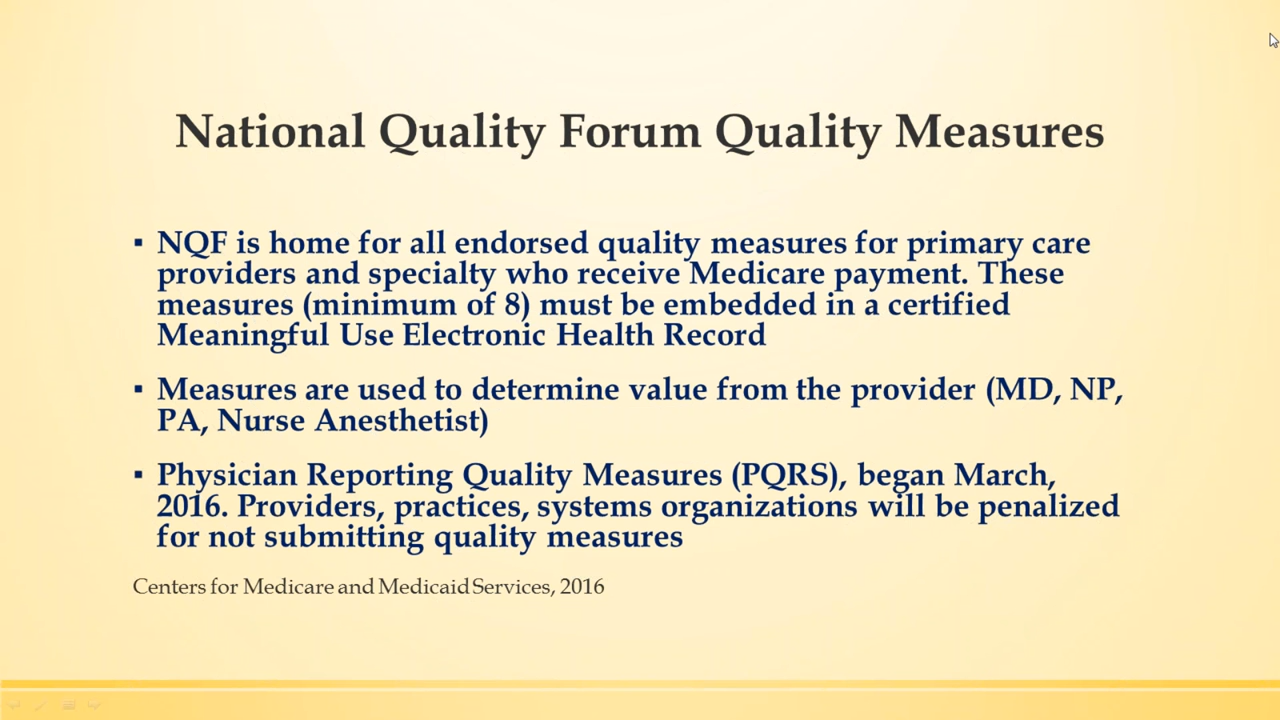 National Quality Forum Quality Measures
▪ NQF is home for all endorsed quality measures for primary care
providers and specialty who receive Medicare payment. These
measures (minimum of 8) must be embedded in a certified
Meaningful Use Electronic Health Record
▪ Measures are used to determine value from the provider (MD, NP,
PA, Nurse Anesthetist)
▪ Physician Reporting Quality Measures (PQRS), began March,
2016. Providers, practices, systems organizations will be penalized
for not submitting quality measures
Centers for Medicare and Medicaid Services, 2016